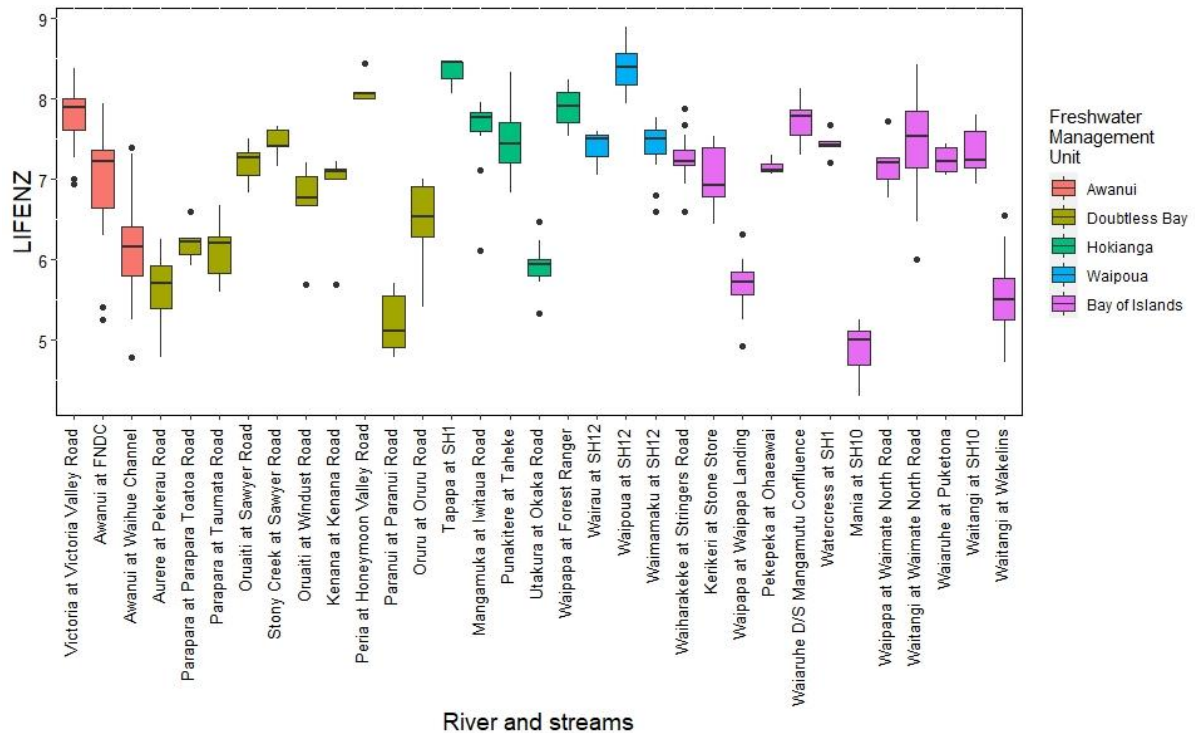 9
8
7
6
5
LIFENZ
Victoria at Victoria Valley Road
Awanui at FNDC
Awanui at Waihue Channel
Aurere at Pekerau Road
Parapara at Parapara Toatoa Road
Parapara at Taumata Road
Oruaiti at Sawyer Road
Stony Creek at Sawyer Road
Oruaiti at Windust Road
Kenana at Kenana Road
Peria at Honeymoon Valley Road
Paranui at Paranui Road
Oruru at Oruru Road
Tapapa at SH1
Mangamuka at Iwitaua Road
Punakitere at Taheke
Utakura at Okaka Road
Waipapa at Forest Ranger
Wairau at SH12
Waipoua at SH12
Waimamaku at SH12
Waiharakeke at Stringers Road
Kerikeri at Stone Store
Waipapa at Waipapa Landing
Pekepeka at Ohaeawai
Waiaruhe D/S Mangamutu Confluence
Watercress at SH1
Mania at SH10
Waipapa at Waimate North Road
Waitangi at Waimate North Road
Waiaruhe at Puketona
Waitangi at SH10
Waitangi at Wakelins
River and streams
Freshwater
Management
Unit
Awanui
Doubtless Bay
Hokianga
Waipoua
Bay of Islands